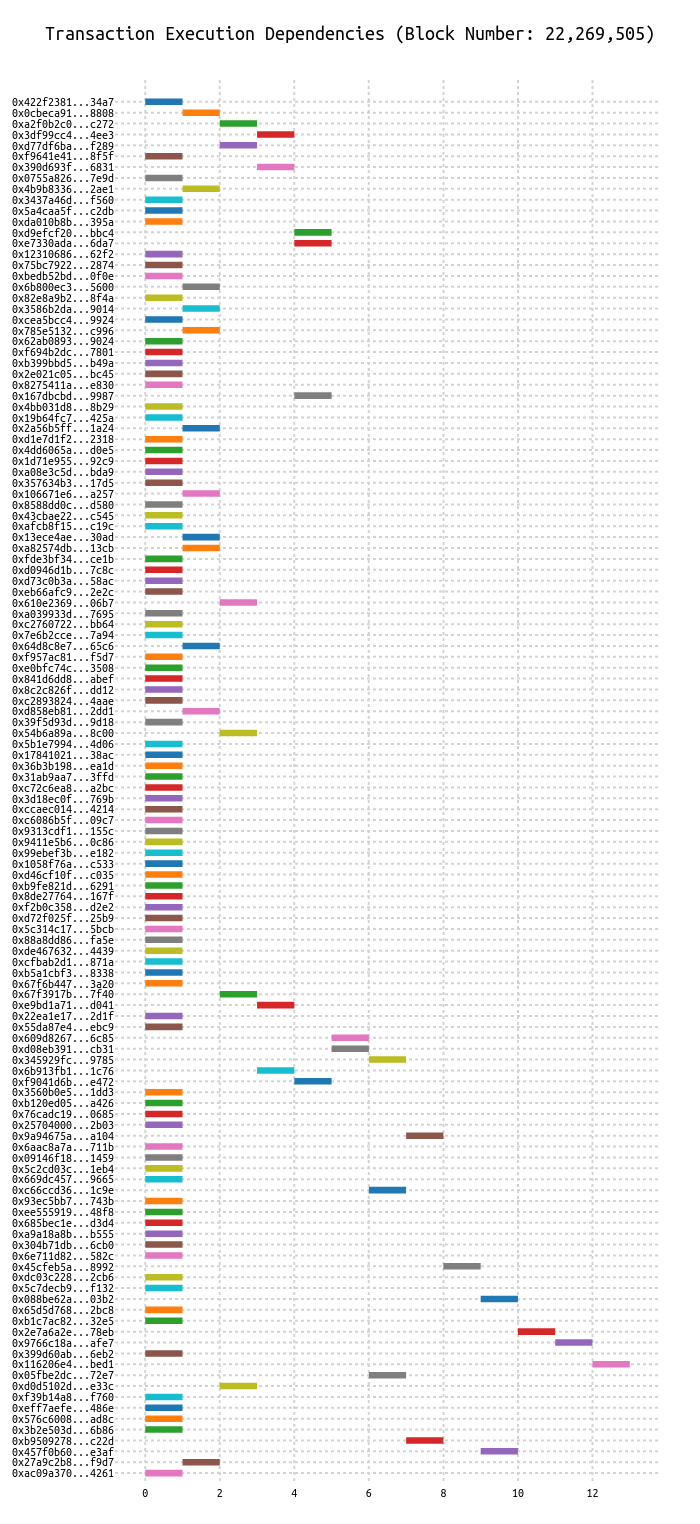 Transaction Execution Dependencies (Block Number: 22,269,505)
0x422f2381...34a7
0x0cbeca91...8808
0xa2f0b2c0...c272
0x3df99cc4...4ee3
0xd77df6ba...f289
0xf9641e41...8f5f
0x390d693f...6831
0x0755a826...7e9d
0x4b9b8336...2ae1
0x3437a46d...f560
0x5a4caa5f...c2db
0xda010b8b...395a
0xd9efcf20...bbc4
0xe7330ada...6da7
0x12310686...62f2
0x75bc7922...2874
0xbedb52bd...0f0e
0x6b800ec3...5600
0x82e8a9b2...8f4a
0x3586b2da...9014
0xcea5bcc4...9924
0x785e5132...c996
0x62ab0893...9024
0xf694b2dc...7801
0xb399bbd5...b49a
0x2e021c05...bc45
0x8275411a...e830
0x167dbcbd...9987
0x4bb031d8...8b29
0x19b64fc7...425a
0x2a56b5ff...1a24
0xd1e7d1f2...2318
0x4dd6065a...d0e5
0x1d71e955...92c9
0xa08e3c5d...bda9
0x357634b3...17d5
0x106671e6...a257
0x8588dd0c...d580
0x43cbae22...c545
0xafcb8f15...c19c
0x13ece4ae...30ad
0xa82574db...13cb
0xfde3bf34...ce1b
0xd0946d1b...7c8c
0xd73c0b3a...58ac
0xeb66afc9...2e2c
0x610e2369...06b7
0xa039933d...7695
0xc2760722...bb64
0x7e6b2cce...7a94
0x64d8c8e7...65c6
0xf957ac81...f5d7
0xe0bfc74c...3508
0x841d6dd8...abef
0x8c2c826f...dd12
0xc2893824...4aae
0xd858eb81...2dd1
0x39f5d93d...9d18
0x54b6a89a...8c00
0x5b1e7994...4d06
0x17841021...38ac
0x36b3b198...ea1d
0x31ab9aa7...3ffd
0xc72c6ea8...a2bc
0x3d18ec0f...769b
0xccaec014...4214
0xc6086b5f...09c7
0x9313cdf1...155c
0x9411e5b6...0c86
0x99ebef3b...e182
0x1058f76a...c533
0xd46cf10f...c035
0xb9fe821d...6291
0x8de27764...167f
0xf2b0c358...d2e2
0xd72f025f...25b9
0x5c314c17...5bcb
0x88a8dd86...fa5e
0xde467632...4439
0xcfbab2d1...871a
0xb5a1cbf3...8338
0x67f6b447...3a20
0x67f3917b...7f40
0xe9bd1a71...d041
0x22ea1e17...2d1f
0x55da87e4...ebc9
0x609d8267...6c85
0xd08eb391...cb31
0x345929fc...9785
0x6b913fb1...1c76
0xf9041d6b...e472
0x3560b0e5...1dd3
0xb120ed05...a426
0x76cadc19...0685
0x25704000...2b03
0x9a94675a...a104
0x6aac8a7a...711b
0x09146f18...1459
0x5c2cd03c...1eb4
0x669dc457...9665
0xc66ccd36...1c9e
0x93ec5bb7...743b
0xee555919...48f8
0x685bec1e...d3d4
0xa9a18a8b...b555
0x304b71db...6cb0
0x6e711d82...582c
0x45cfeb5a...8992
0xdc03c228...2cb6
0x5c7decb9...f132
0x088be62a...03b2
0x65d5d768...2bc8
0xb1c7ac82...32e5
0x2e7a6a2e...78eb
0x9766c18a...afe7
0x399d60ab...6eb2
0x116206e4...bed1
0x05fbe2dc...72e7
0xd0d5102d...e33c
0xf39b14a8...f760
0xeff7aefe...486e
0x576c6008...ad8c
0x3b2e503d...6b86
0xb9509278...c22d
0x457f0b60...e3af
0x27a9c2b8...f9d7
0xac09a370...4261
0 2 4 6 8 10 12